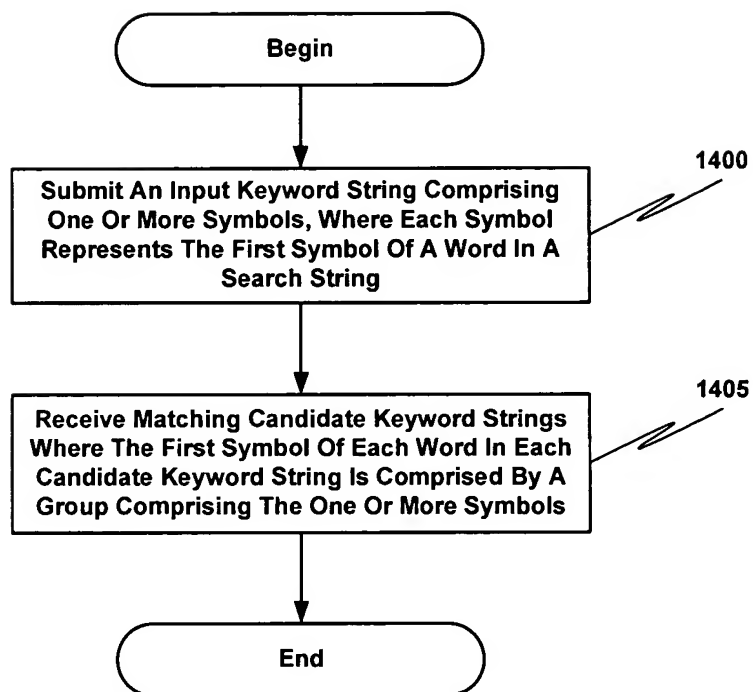 Begin
1400
Submit An Input Keyword String Comprising
One Or More Symbols, Where Each Symbol
Represents The First Symbol Of A Word In A
Search String
1405
Receive Matching Candidate Keyword Strings
Where The First Symbol Of Each Word In Each
Candidate Keyword String Is Comprised By A
Group Comprising The One Or More Symbols
End